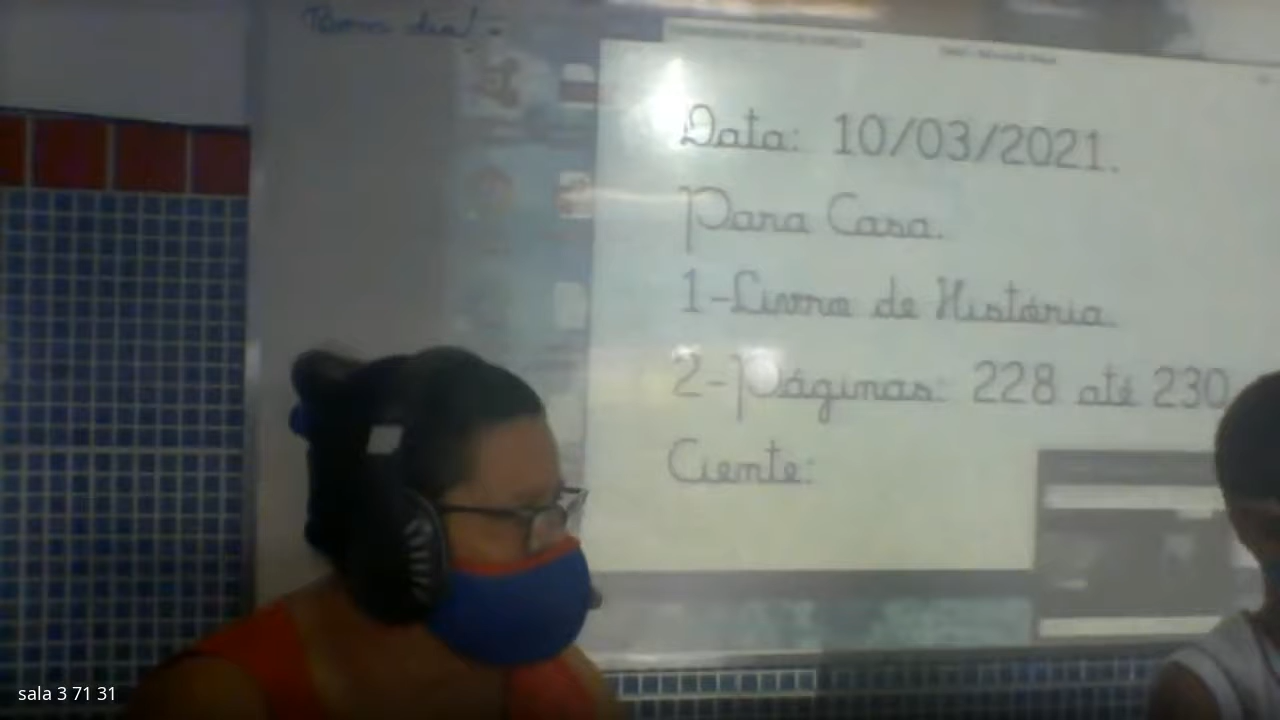 Bom dia!
Data: 10/03/2021.
Para Casa.
1-Livro de História
2-Páginas: 228 até 230
Ciente:
sala 3 71 31